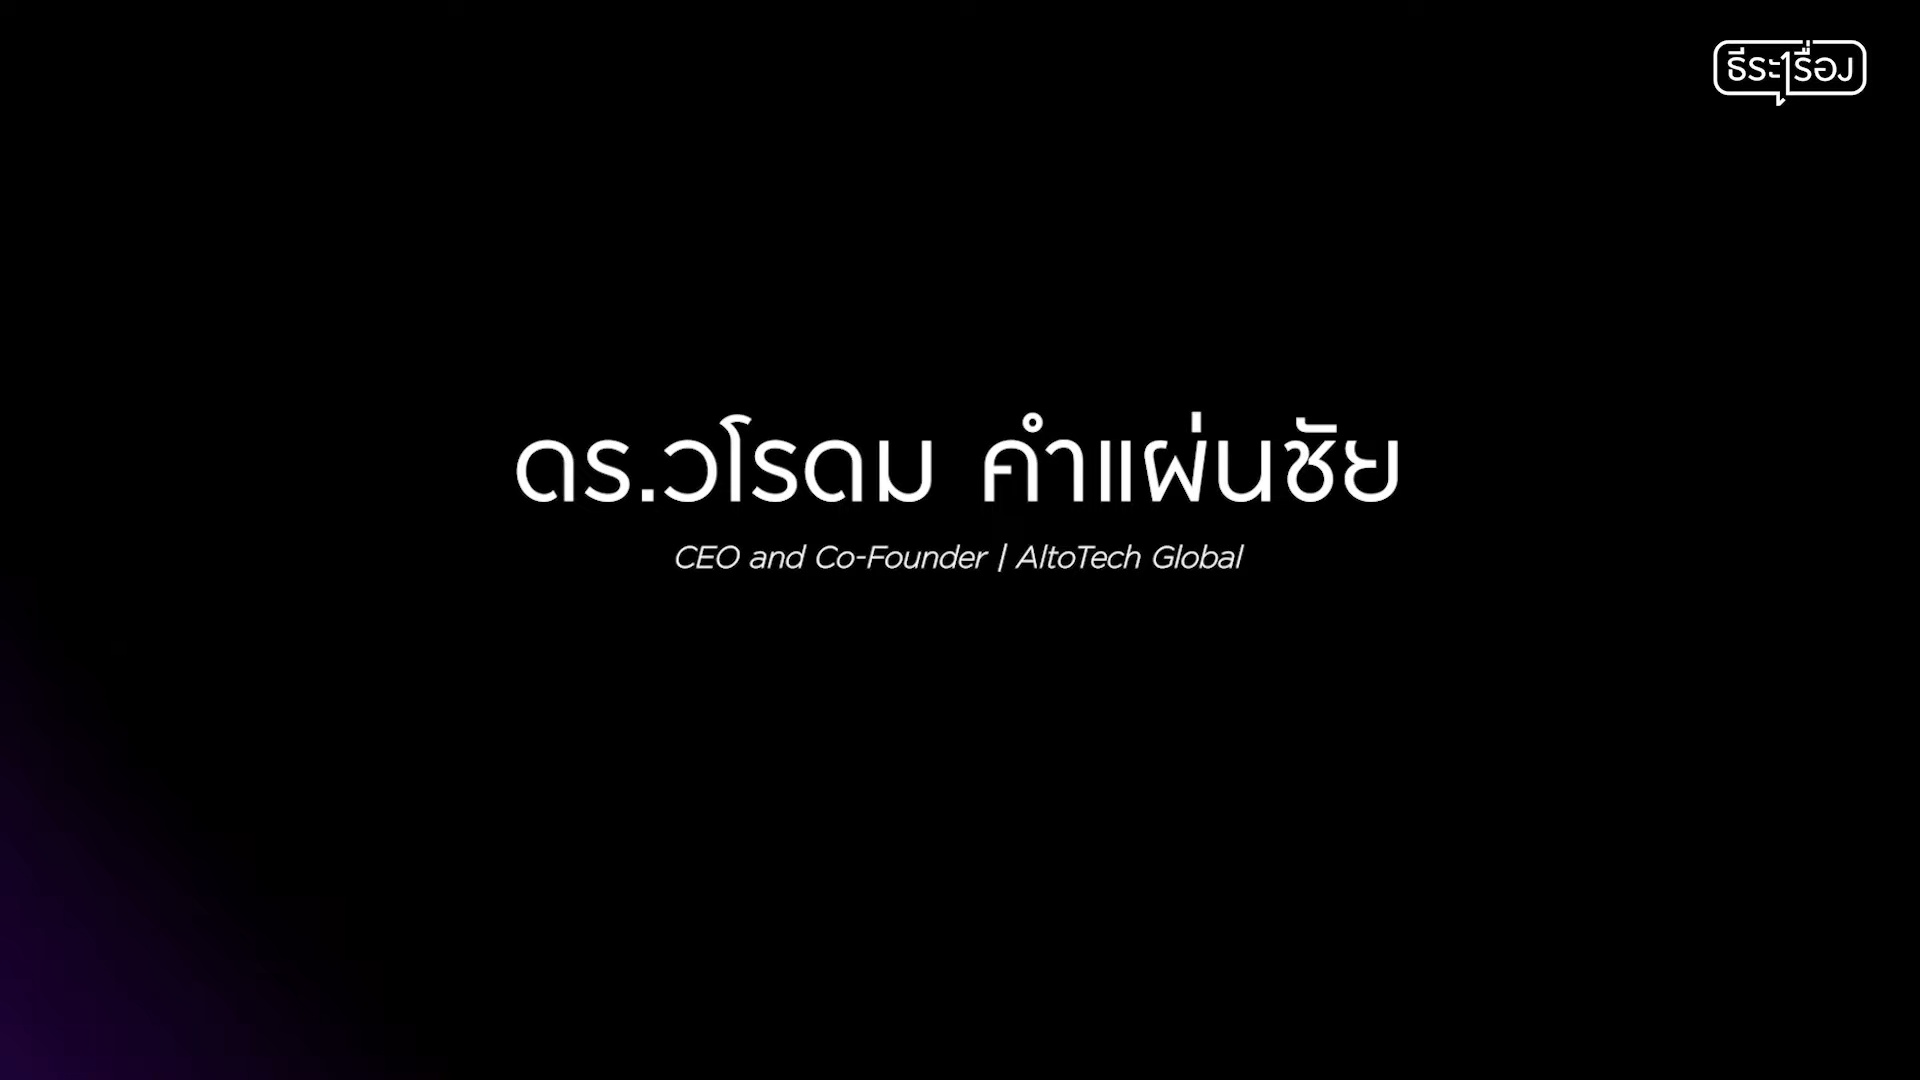 ธีระ1เรื่อง
ดร.วโรดม คำแผ่นชัย
CEO and Co-Founder | AltoTech Global